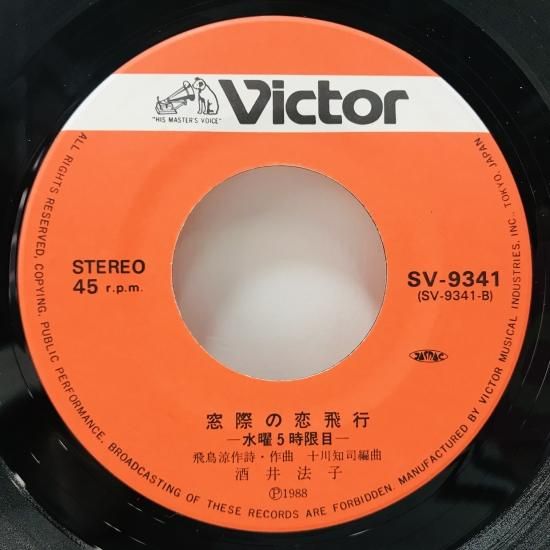 Victor
"HIS MASTER'S VOICE"
STEREO
45 r.p.m.
SV-9341
(SV-9341-B)
JASRAC
窓際の恋飛行
—水曜5時限目—
飛鳥涼作詩・作曲 十川知司編曲
酒井法子
Ⓟ1988
ALL RIGHTS RESERVED, COPYING, PUBLIC PERFORMANCE, BROADCASTING OF THESE RECORDS ARE FORBIDDEN. MANUFACTURED BY VICTOR MUSICAL INDUSTRIES, INC., TOKYO, JAPAN